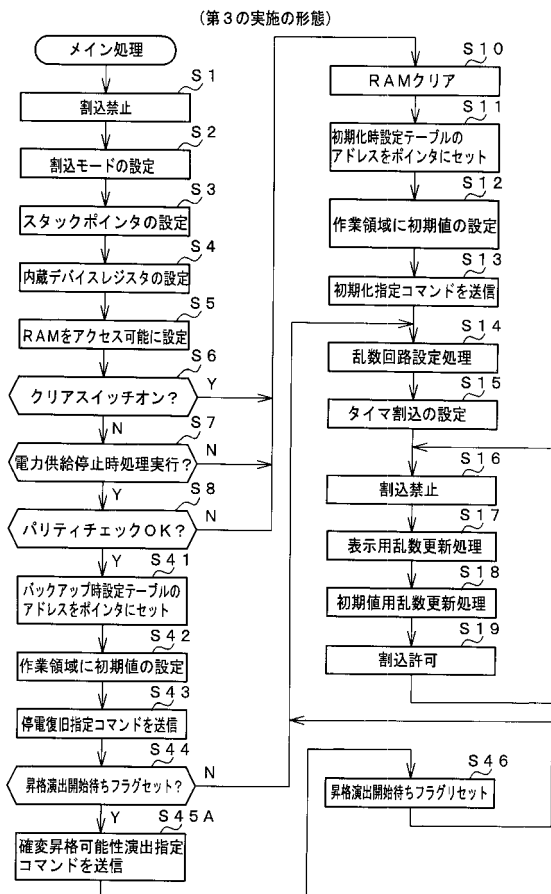 (第3の実施の形態)
メイン処理
S1
割込禁止
S2
割込モードの設定
S3
スタックポインタの設定
S4
内蔵デバイスレジスタの設定
S5
RAMをアクセス可能に設定
S6
クリアスイッチオン?
Y
N
S7
電力供給停止時処理実行?
N
Y
S8
パリティチェックOK?
N
Y
S41
バックアップ時設定テーブルの
アドレスをポインタにセット
S42
作業領域に初期値の設定
S43
停電復旧指定コマンドを送信
S44
昇格演出開始待ちフラグセット?
N
Y
S45A
確変昇格可能性演出指定
コマンドを送信
S10
RAMクリア
S11
初期化時設定テーブルの
アドレスをポインタにセット
S12
作業領域に初期値の設定
S13
初期化指定コマンドを送信
S14
乱数回路設定処理
S15
タイマ割込の設定
S16
割込禁止
S17
表示用乱数更新処理
S18
初期値用乱数更新処理
S19
割込許可
S46
昇格演出開始待ちフラグリセット